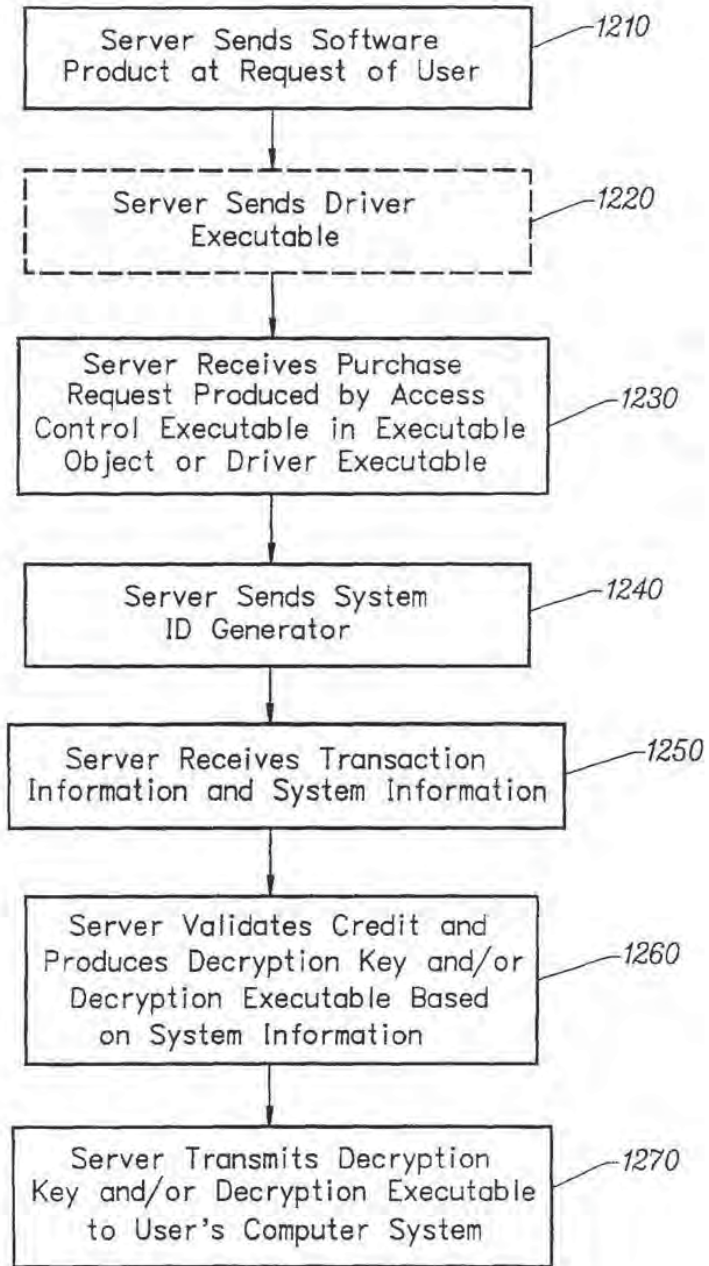 Server Sends Software
Product at Request of User
1210
Server Sends Driver
Executable
1220
Server Receives Purchase
Request Produced by Access
Control Executable in Executable
Object or Driver Executable
1230
Server Sends System
ID Generator
1240
Server Receives Transaction
Information and System Information
1250
Server Validates Credit and
Produces Decryption Key and/or
Decryption Executable Based
on System Information
1260
Server Transmits Decryption
Key and/or Decryption Executable
to User's Computer System
1270